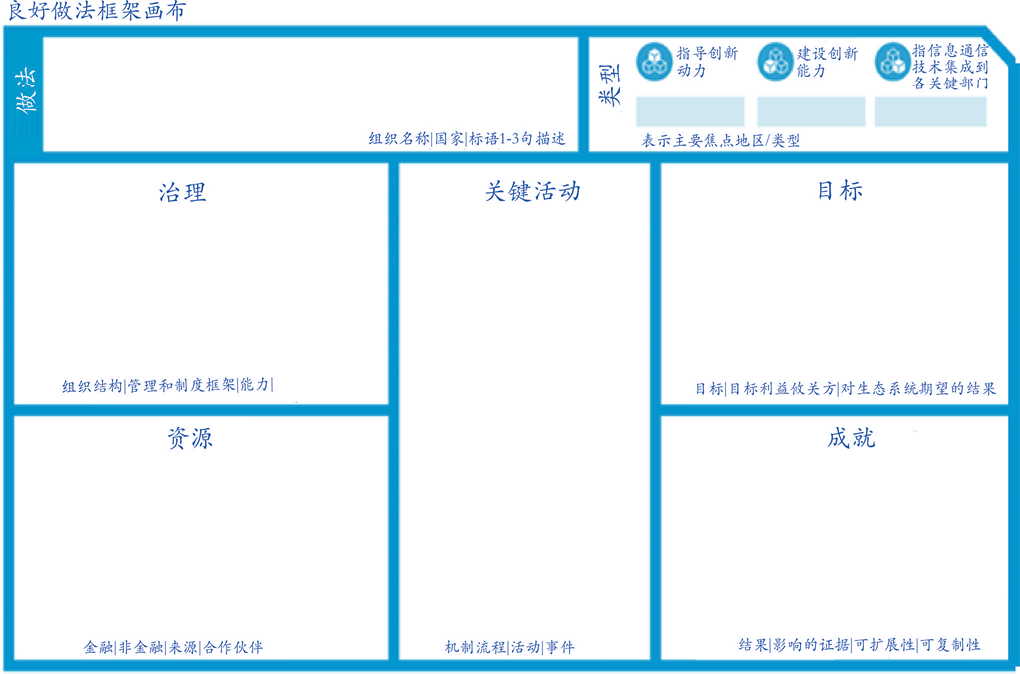 良好做法框架画布
做法
组织名称|国家|标语1-3句描述
类型
指导创新
动力
建设创新
能力
指信息通信
技术集成到
各关键部门
表示主要焦点地区/类型
治理
组织结构|管理和制度框架|能力|
关键活动
机制流程|活动|事件
目标
目标|目标利益攸关方|对生态系统期望的结果
资源
金融|非金融|来源|合作伙伴
成就
结果|影响的证据|可扩展性|可复制性